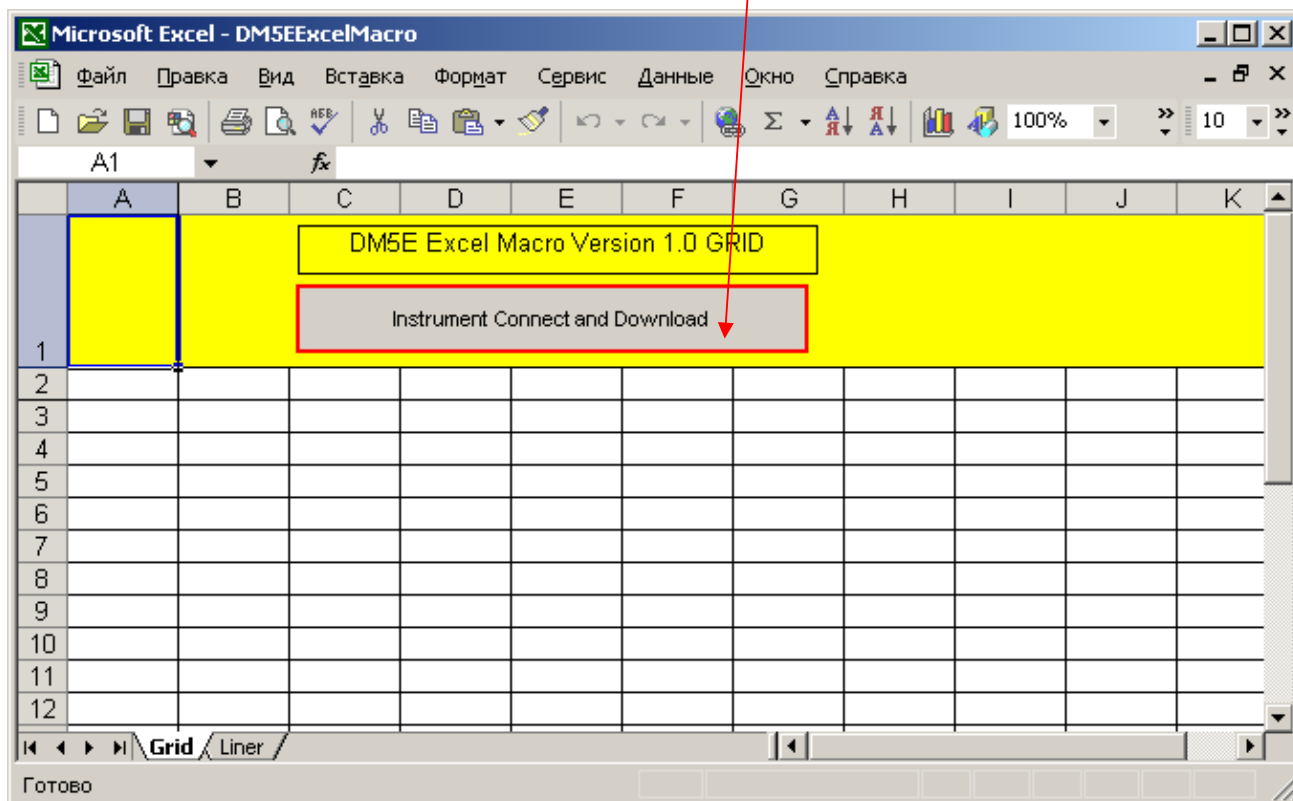 Microsoft Excel - DM5EExcelMacro
Файл Правка Вид Вставка Формат Сервис Данные Окно Справка
100% 10
A1 fx
A B C D E F G H I J K
DM5E Excel Macro Version 1.0 GRID
Instrument Connect and Download
1
2
3
4
5
6
7
8
9
10
11
12
Grid Liner
Готово